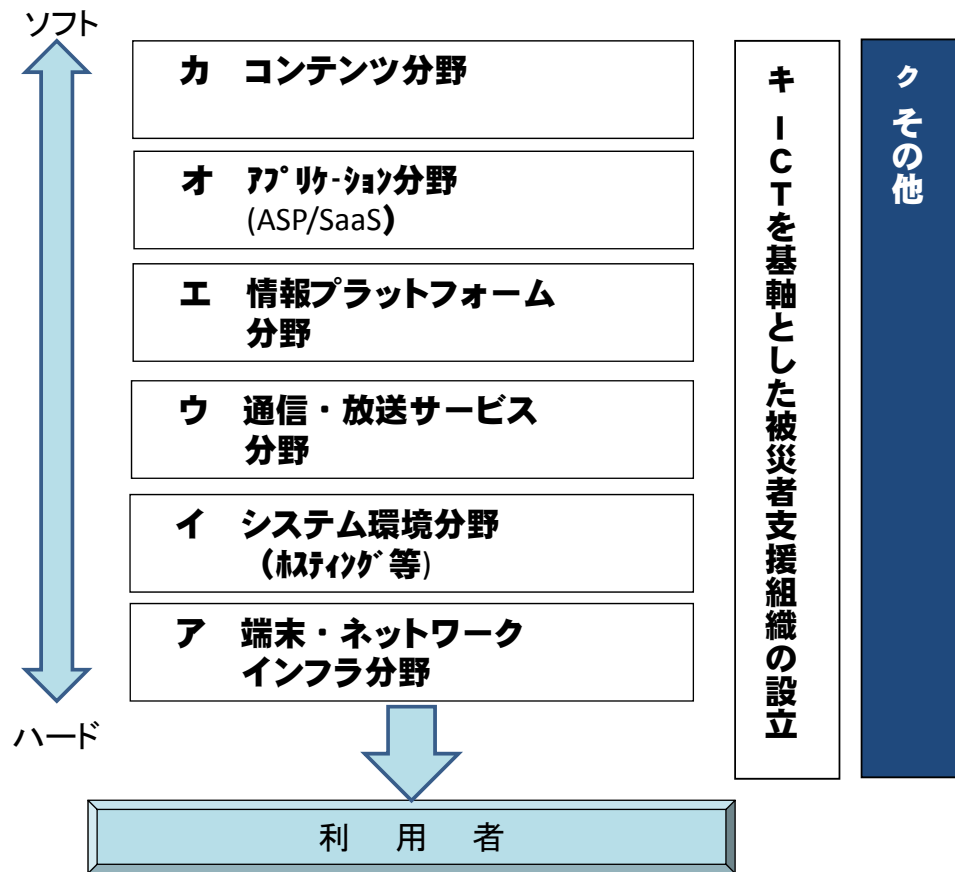 ソフト
カ コンテンツ分野
オ ｱﾌﾟﾘｹ-ｼｮﾝ分野
(ASP/SaaS)
エ 情報プラットフォーム
分野
ウ 通信・放送サービス
分野
イ システム環境分野
(ﾎｽﾃｨﾝｸﾞ等)
ア 端末・ネットワーク
インフラ分野
ハード
キ ICTを基軸とした被災者支援組織の設立
ク その他
利 用 者